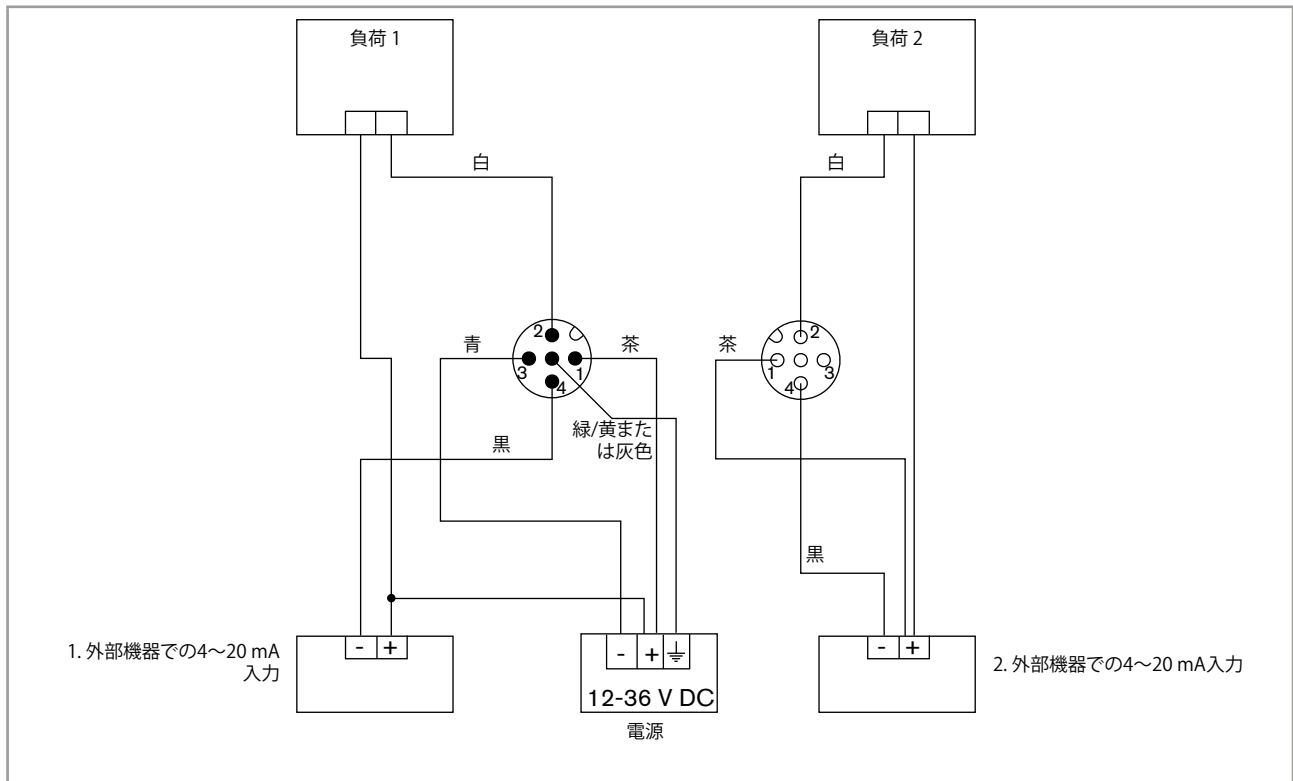 負荷 1
負荷 2
白
白
2
3
1
4
青
茶
緑/黄また
は灰色
黒
茶
2
1
3
4
黒
1. 外部機器での4~20 mA
入力
- +
- +
12-36 V DC
電源
- +
2. 外部機器での4~20 mA入力